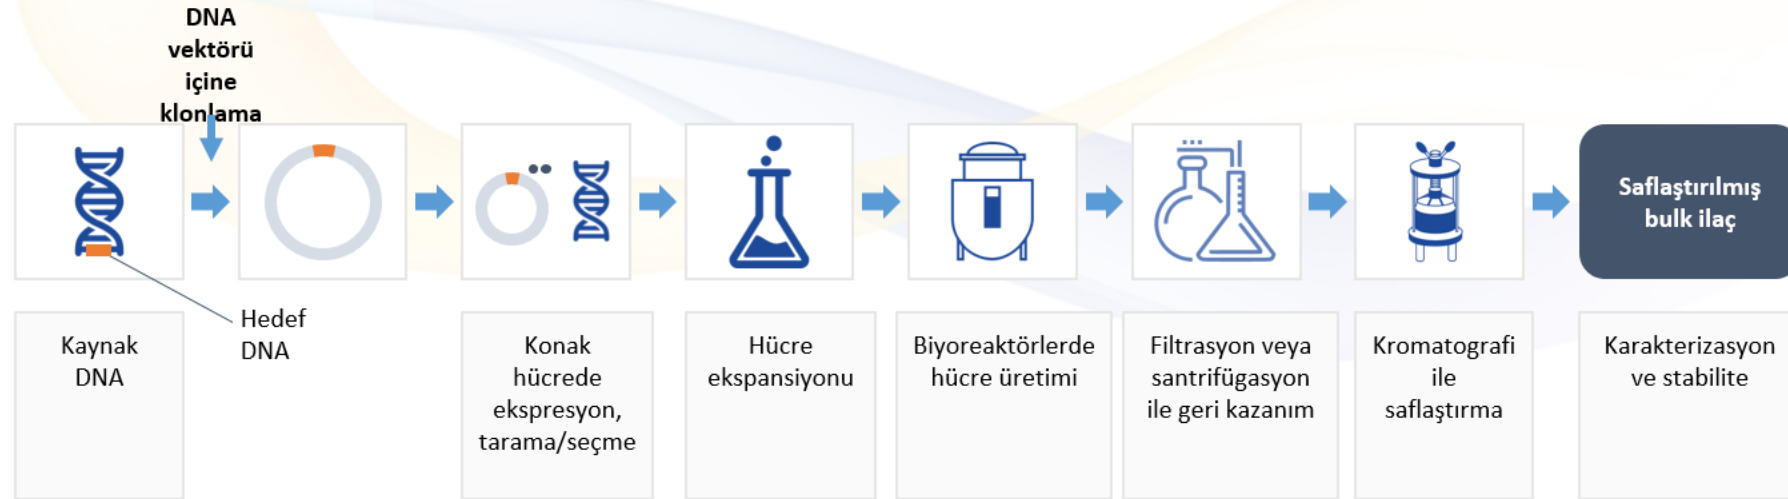 DNA
vektörü
içine
klonlama
Kaynak
DNA
Hedef
DNA
Konak
hücrede
ekspresyon,
tarama/seçme
Hücre
ekspansiyonu
Biyoreaktörlerde
hücre üretimi
Filtrasyon veya
santrifügasyon
ile geri kazanım
Kromatografi
ile
saflaştırma
Saflaştırılmış
bulk ilaç
Karakterizasyon
ve stabilite